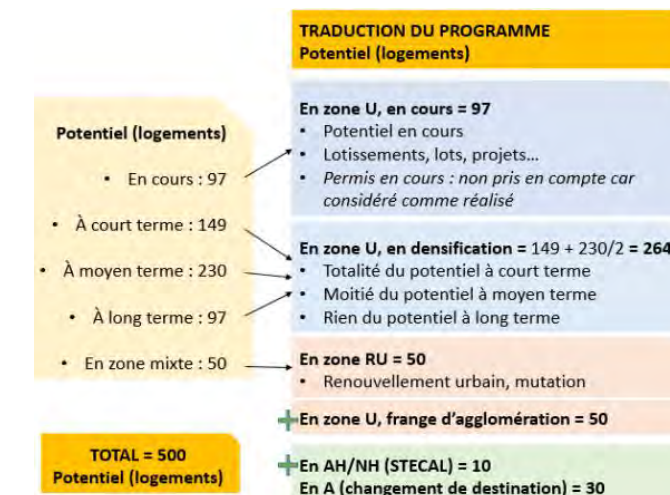 TRADUCTION DU PROGRAMME
Potentiel (logements)
Potentiel (logements)
• En cours : 97
• À court terme : 149
• À moyen terme : 230
• À long terme : 97
• En zone mixte : 50
TOTAL = 500
Potentiel (logements)
En zone U, en cours = 97
• Potentiel en cours
• Lotissements, lots, projets...
• Permis en cours : non pris en compte car
considéré comme réalisé
En zone U, en densification = 149 + 230/2 = 264
• Totalité du potentiel à court terme
• Moitié du potentiel à moyen terme
• Rien du potentiel à long terme
En zone RU = 50
• Renouvellement urbain, mutation
En zone U, frange d'agglomération = 50
En AH/NH (STECAL) = 10
En A (changement de destination) = 30